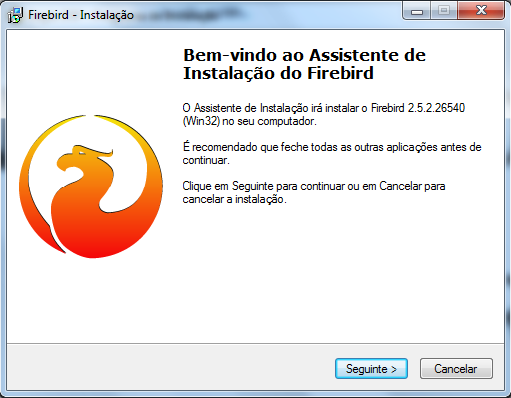 Firebird - Instalação
Bem-vindo ao Assistente de
Instalação do Firebird
O Assistente de Instalação irá instalar o Firebird 2.5.2.26540
(Win32) no seu computador.
É recomendado que feche todas as outras aplicações antes de
continuar.
Clique em Seguinte para continuar ou em Cancelar para
cancelar a instalação.
Seguinte >
Cancelar